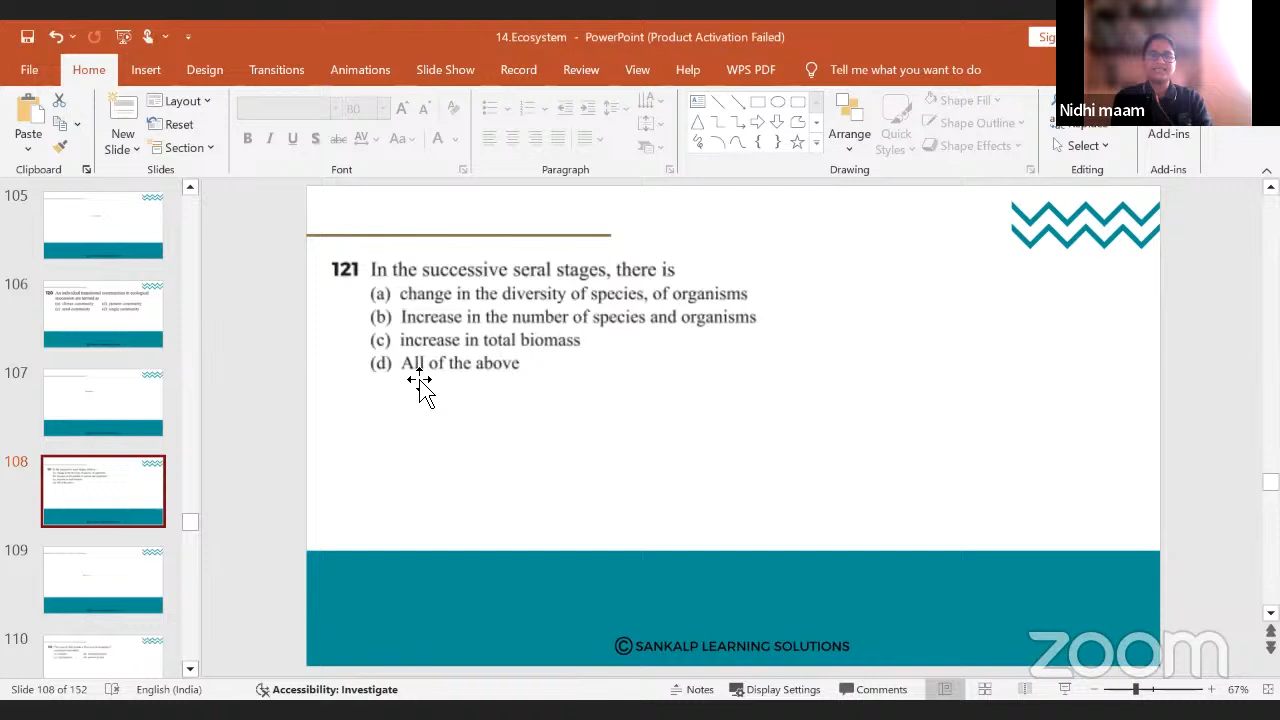 14.Ecosystem - PowerPoint (Product Activation Failed)
Sig
Nidhi maam
File Home Insert Design Transitions Animations Slide Show Record Review View Help WPS PDF Tell me what you want to do
Paste
New
Slide
Layout
Reset
Section
80
B I U S abc AV Aa A
Arrange
Quick
Styles
Shape Fill
Shape Outline
Shape Effects
Select
Add-ins
Clipboard Slides Font Paragraph Drawing Editing Add-ins
105
106
107
108
109
110
121 In the successive seral stages, there is
(a) change in the diversity of species, of organisms
(b) Increase in the number of species and organisms
(c) increase in total biomass
(d) All of the above
© SANKALP LEARNING SOLUTIONS
zoom
Slide 108 of 152 English (India) Accessibility: Investigate Notes Display Settings Comments 67%